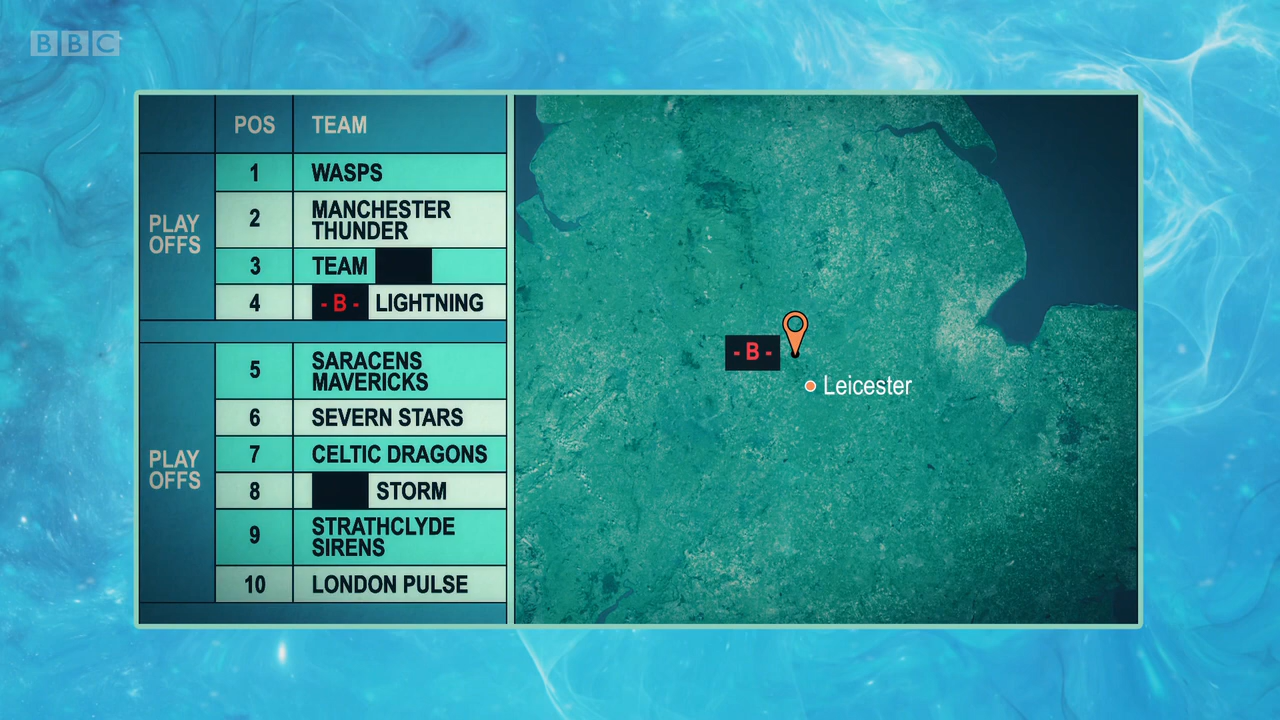 BBC
POS TEAM
PLAY
OFFS
1 WASPS
2 MANCHESTER
THUNDER
3 TEAM
4 - B - LIGHTNING
PLAY
OFFS
5 SARACENS
MAVERICKS
6 SEVERN STARS
7 CELTIC DRAGONS
8 STORM
9 STRATHCLYDE
SIRENS
10 LONDON PULSE
- B -
Leicester